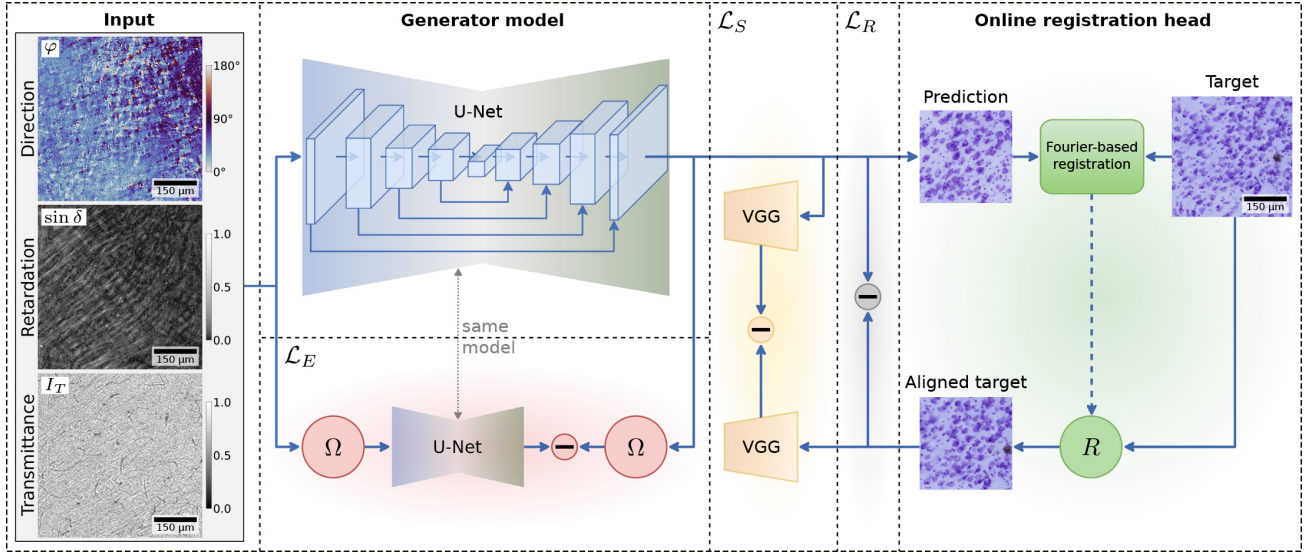 Input
Direction
φ
180°
90°
0°
150 μm
Retardation
sin δ
1.0
0.5
0.0
150 μm
Transmittance
I_T
1.0
0.5
0.0
150 μm
Generator model
U-Net
same
model
ℒ_E
Ω
U-Net
Ω
ℒ_S
VGG
VGG
ℒ_R
Online registration head
Prediction
Target
Fourier-based
registration
150 μm
Aligned target
R